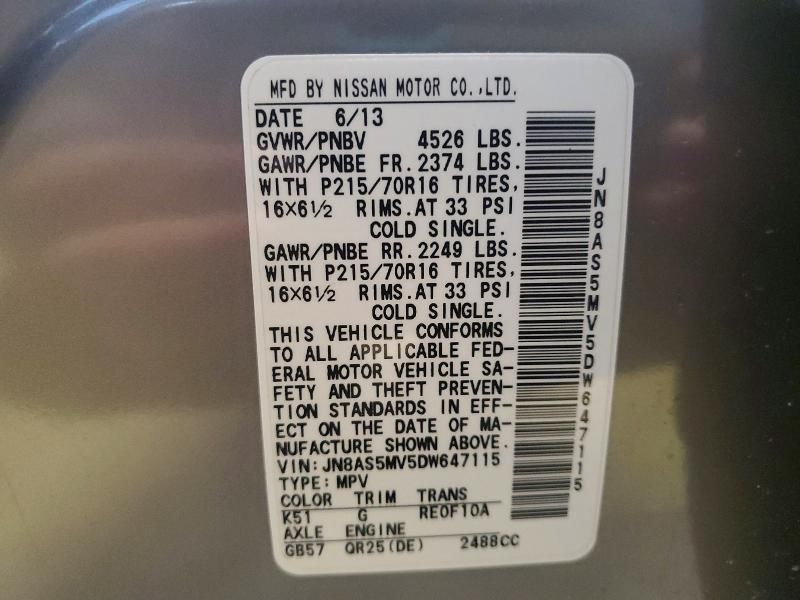 MFD BY NISSAN MOTOR CO.,LTD.
DATE 6/13
GVWR/PNBV 4526 LBS.
GAWR/PNBE FR. 2374 LBS.
WITH P215/70R16 TIRES,
16×6½ RIMS. AT 33 PSI
COLD SINGLE.
GAWR/PNBE RR. 2249 LBS.
WITH P215/70R16 TIRES,
16×6½ RIMS. AT 33 PSI
COLD SINGLE.
THIS VEHICLE CONFORMS
TO ALL APPLICABLE FED-
ERAL MOTOR VEHICLE SA-
FETY AND THEFT PREVEN-
TION STANDARDS IN EFF-
ECT ON THE DATE OF MA-
NUFACTURE SHOWN ABOVE.
VIN: JN8AS5MV5DW647115
TYPE: MPV
COLOR TRIM TRANS
K51 G RE0F10A
AXLE ENGINE
GB57 QR25(DE) 2488CC
JN8AS5MV5DW647115